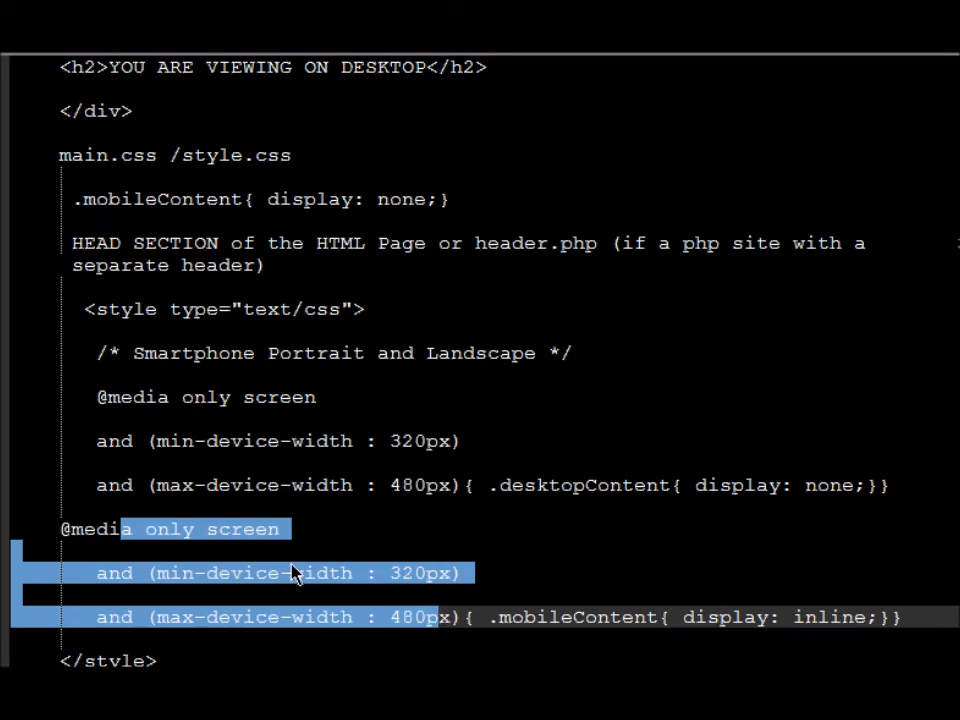 <h2>YOU ARE VIEWING ON DESKTOP</h2>
</div>
main.css /style.css
.mobileContent{ display: none;}
HEAD SECTION of the HTML Page or header.php (if a php site with a
separate header)
<style type="text/css">
/* Smartphone Portrait and Landscape */
@media only screen
and (min-device-width : 320px)
and (max-device-width : 480px){ .desktopContent{ display: none;}}
@media only screen
and (min-device-width : 320px)
and (max-device-width : 480px){ .mobileContent{ display: inline;}}
</style>